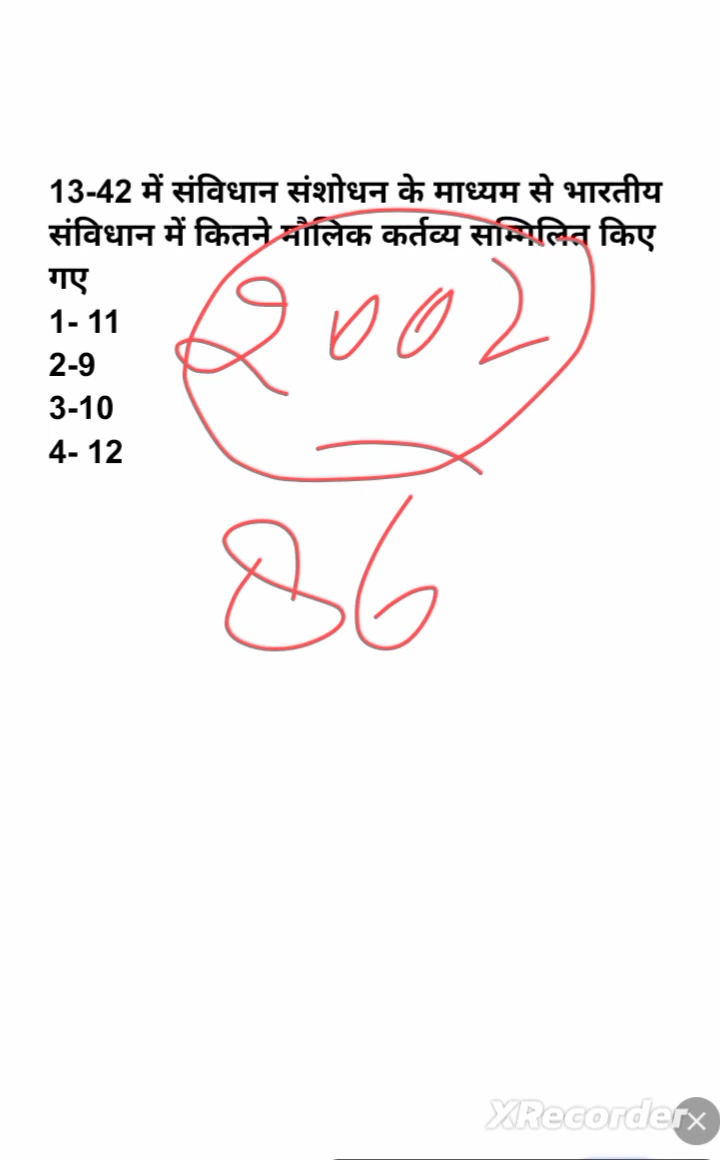 13-42 में संविधान संशोधन के माध्यम से भारतीय
संविधान में कितने मौलिक कर्तव्य सम्मिलित किए
गए
1- 11
2-9
3-10
4- 12
2002
86
XRecorder